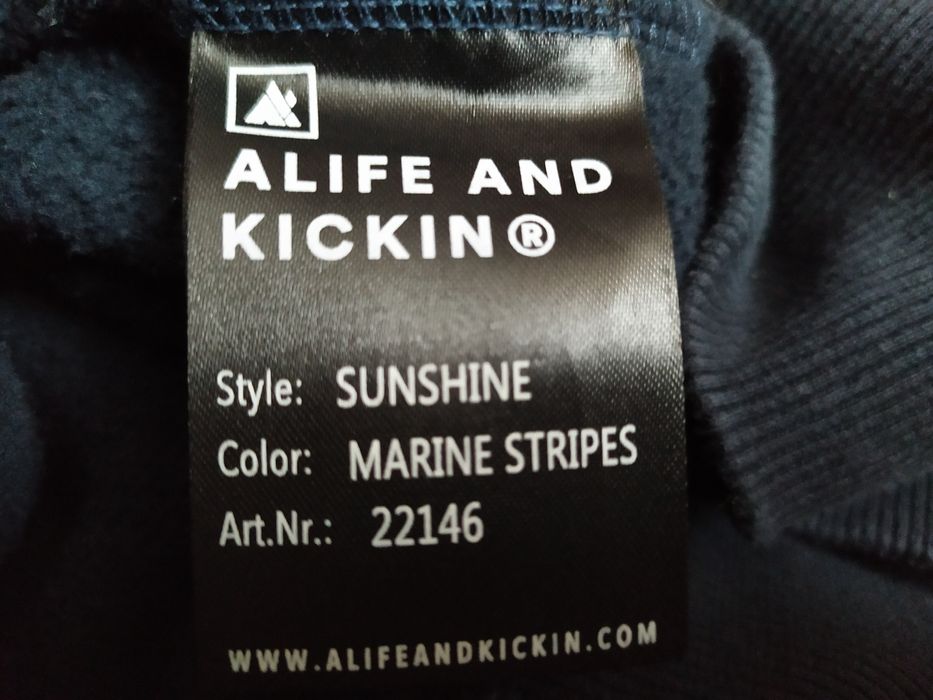 ALIFE AND
KICKIN®
Style: SUNSHINE
Color: MARINE STRIPES
Art.Nr.: 22146
WWW.ALIFEANDKICKIN.COM